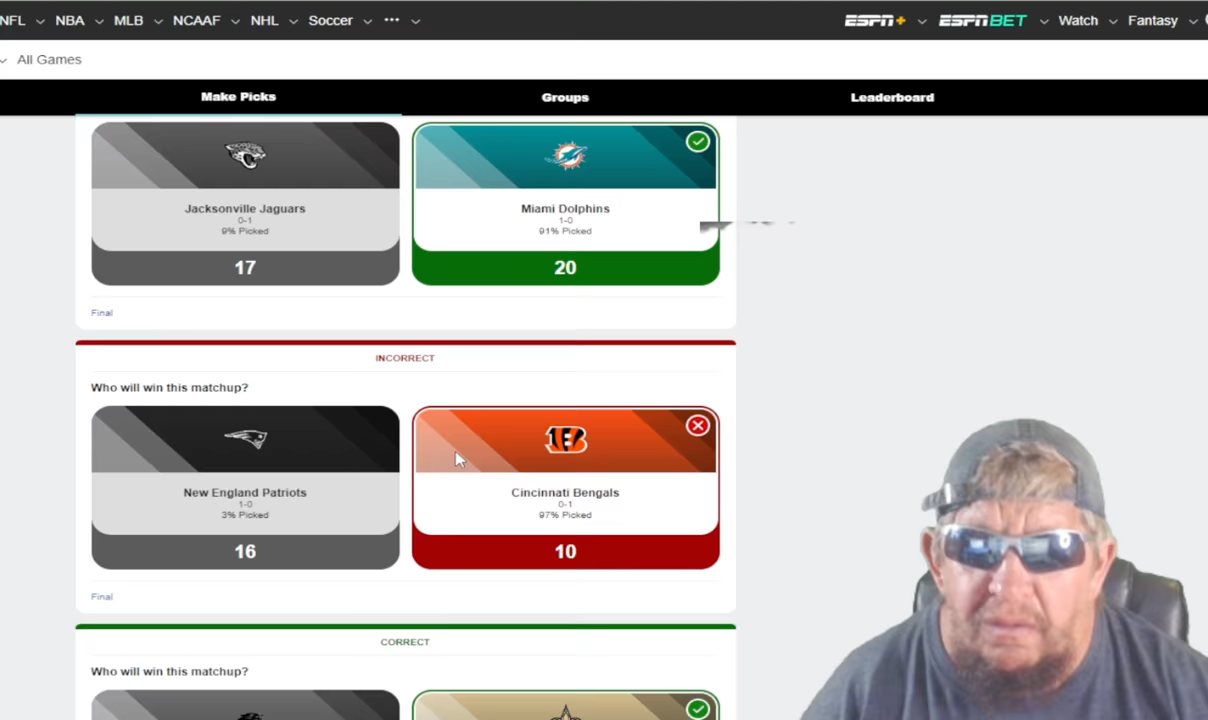 NFL NBA MLB NCAAF NHL Soccer ••• ESPN+ ESPN BET Watch Fantasy
All Games
Make Picks Groups Leaderboard
Jacksonville Jaguars
0-1
9% Picked
17
Miami Dolphins
1-0
91% Picked
20
Final
INCORRECT
Who will win this matchup?
New England Patriots
1-0
3% Picked
16
Cincinnati Bengals
0-1
97% Picked
10
Final
CORRECT
Who will win this matchup?